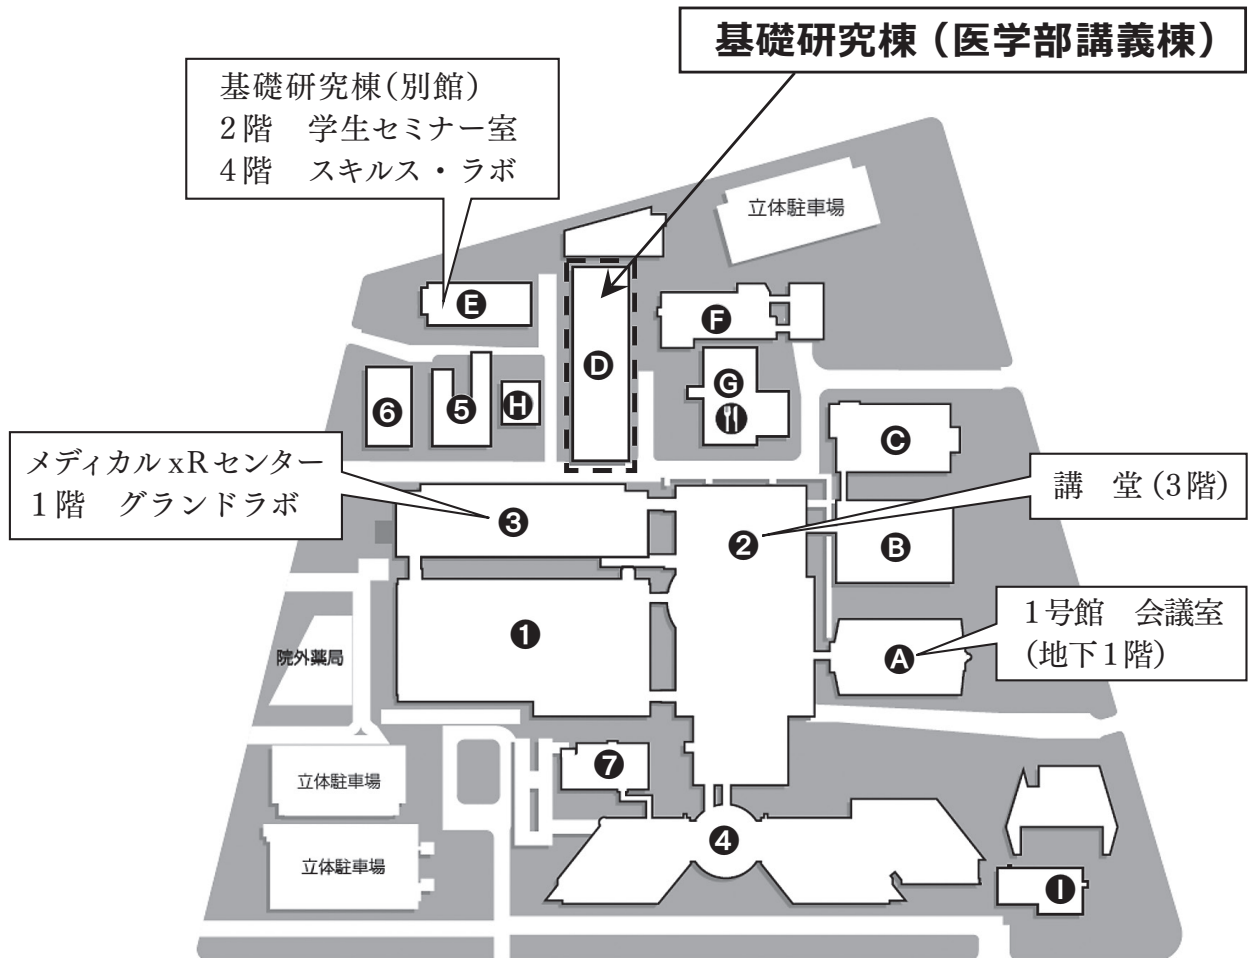 基礎研究棟（医学部講義棟）
基礎研究棟（別館）
2階　学生セミナー室
4階　スキルス・ラボ
立体駐車場
E
F
D
G
6
5
H
C
メディカル xR センター
1階　グランドラボ
講　堂（3階）
3
2
B
1号館　会議室
（地下1階）
1
A
院外薬局
7
立体駐車場
4
立体駐車場
I